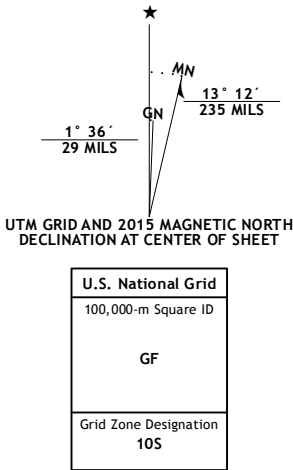 ★
MN
GN
13° 12´
235 MILS
1° 36´
29 MILS
UTM GRID AND 2015 MAGNETIC NORTH
DECLINATION AT CENTER OF SHEET
U.S. National Grid
100,000-m Square ID
GF
Grid Zone Designation
10S